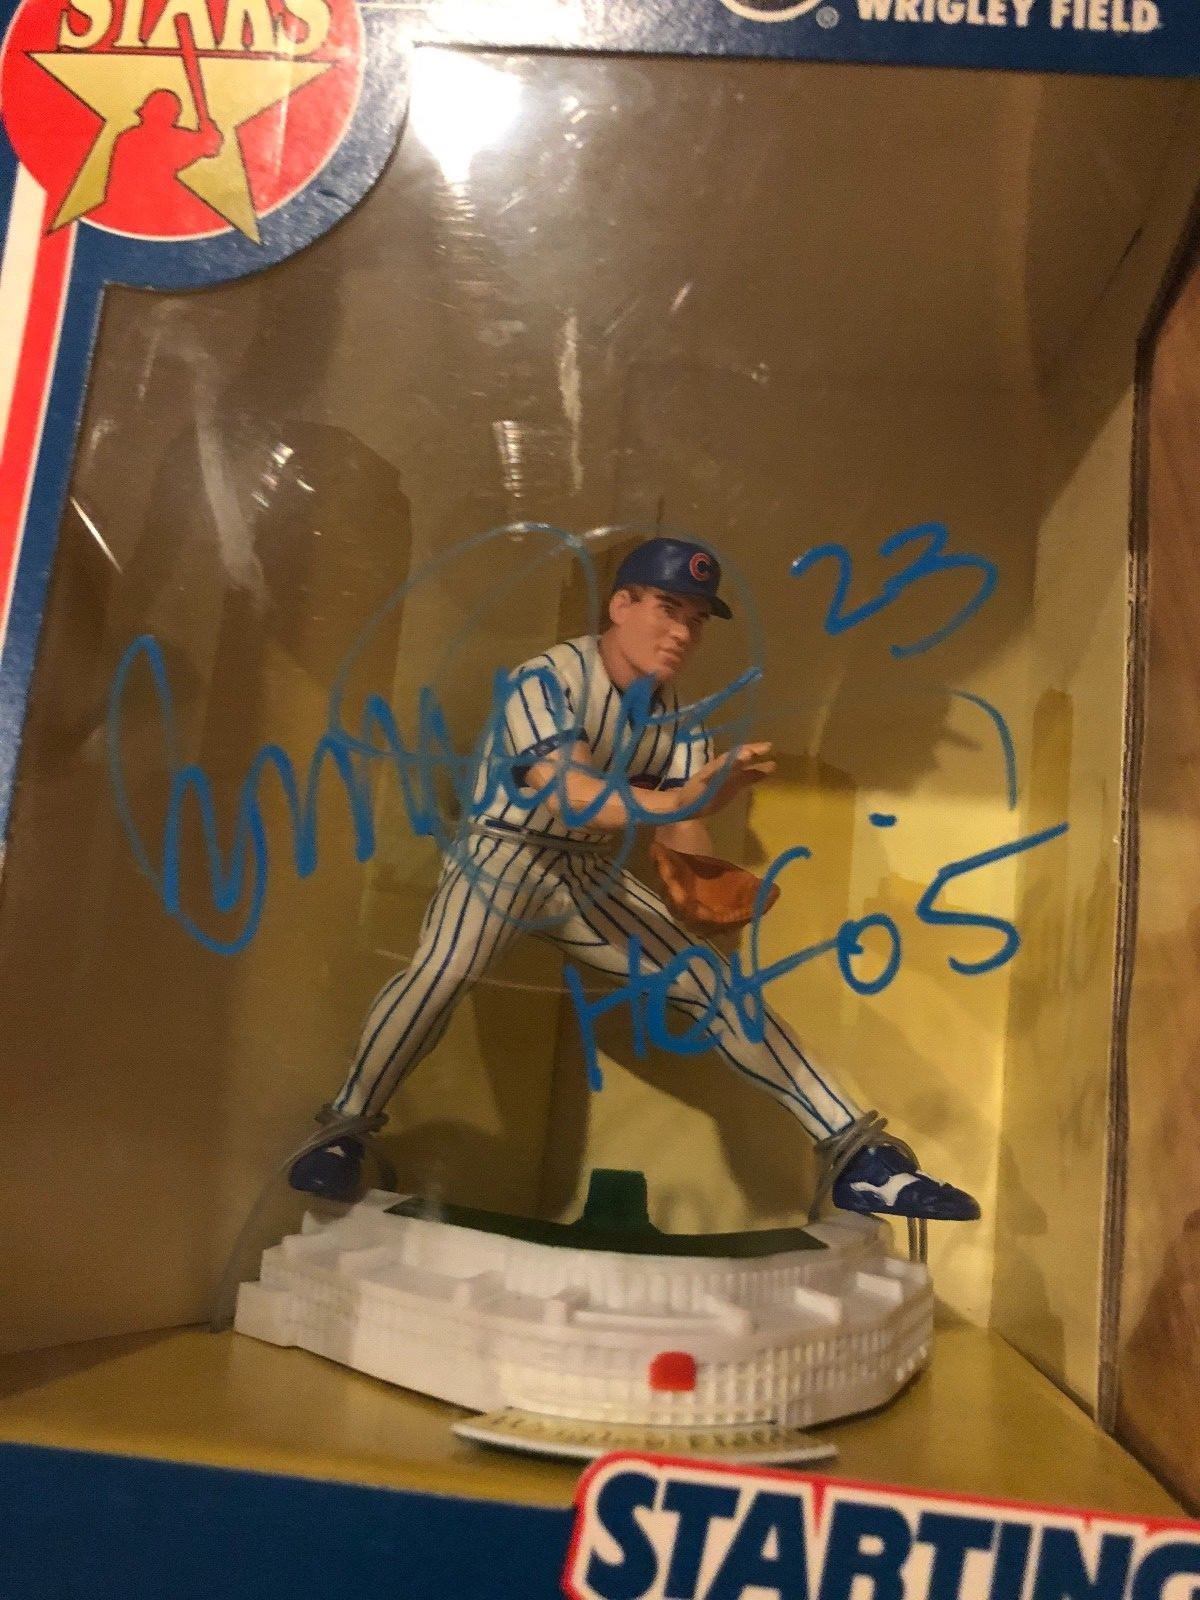 STARS
® WRIGLEY FIELD
C
23
HOF 05
STARTING